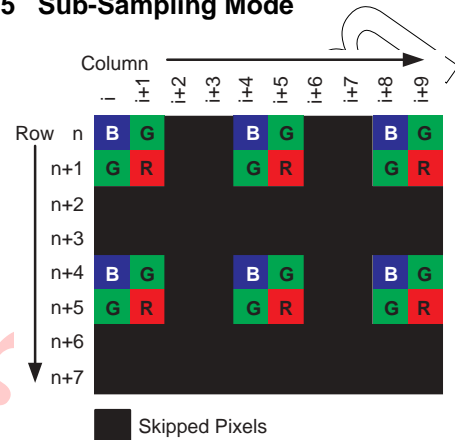 5 Sub-Sampling Mode
Column
i i+1 i+2 i+3 i+4 i+5 i+6 i+7 i+8 i+9
Row n B G B G B G
n+1 G R G R G R
n+2
n+3
n+4 B G B G B G
n+5 G R G R G R
n+6
n+7
Skipped Pixels